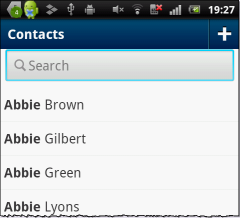 19:27
Contacts +
Search
Abbie Brown
Abbie Gilbert
Abbie Green
Abbie Lyons